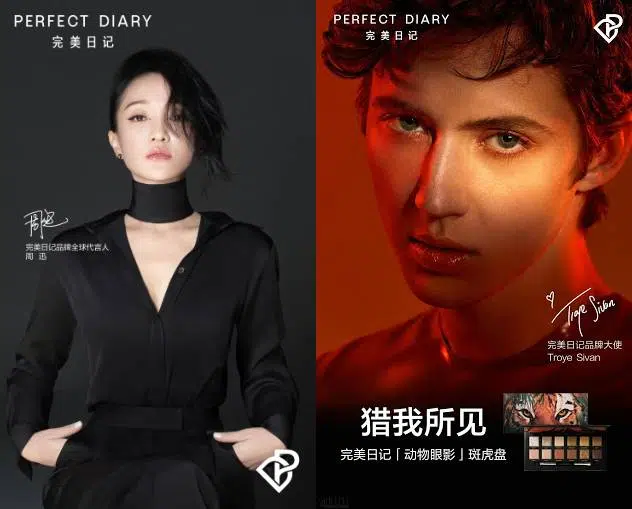 PERFECT DIARY
完美日记
周迅
完美日记品牌全球代言人
周 迅
PERFECT DIARY
完美日记
Troye Sivan
完美日记品牌大使
Troye Sivan
猎我所见
完美日记「动物眼影」斑虎盘